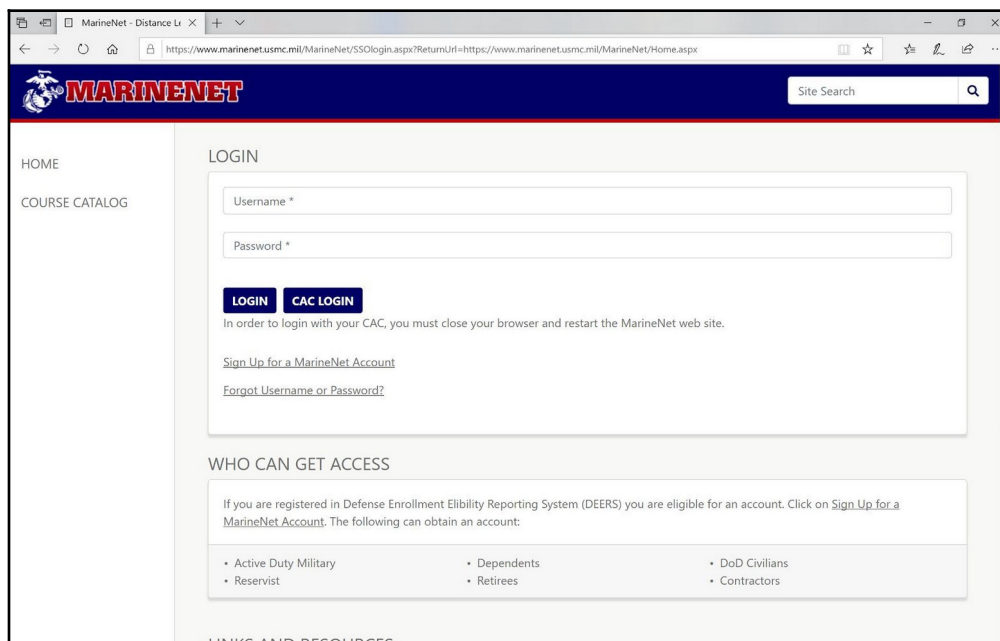 MarineNet - Distance Le
https://www.marinenet.usmc.mil/MarineNet/SSOlogin.aspx?ReturnUrl=https://www.marinenet.usmc.mil/MarineNet/Home.aspx
MARINENET
Site Search
HOME
COURSE CATALOG
LOGIN
Username *
Password *
LOGIN CAC LOGIN
In order to login with your CAC, you must close your browser and restart the MarineNet web site.
Sign Up for a MarineNet Account
Forgot Username or Password?
WHO CAN GET ACCESS
If you are registered in Defense Enrollment Elibility Reporting System (DEERS) you are eligible for an account. Click on Sign Up for a
MarineNet Account. The following can obtain an account:
• Active Duty Military • Dependents • DoD Civilians
• Reservist • Retirees • Contractors
LINKS AND RESOURCES